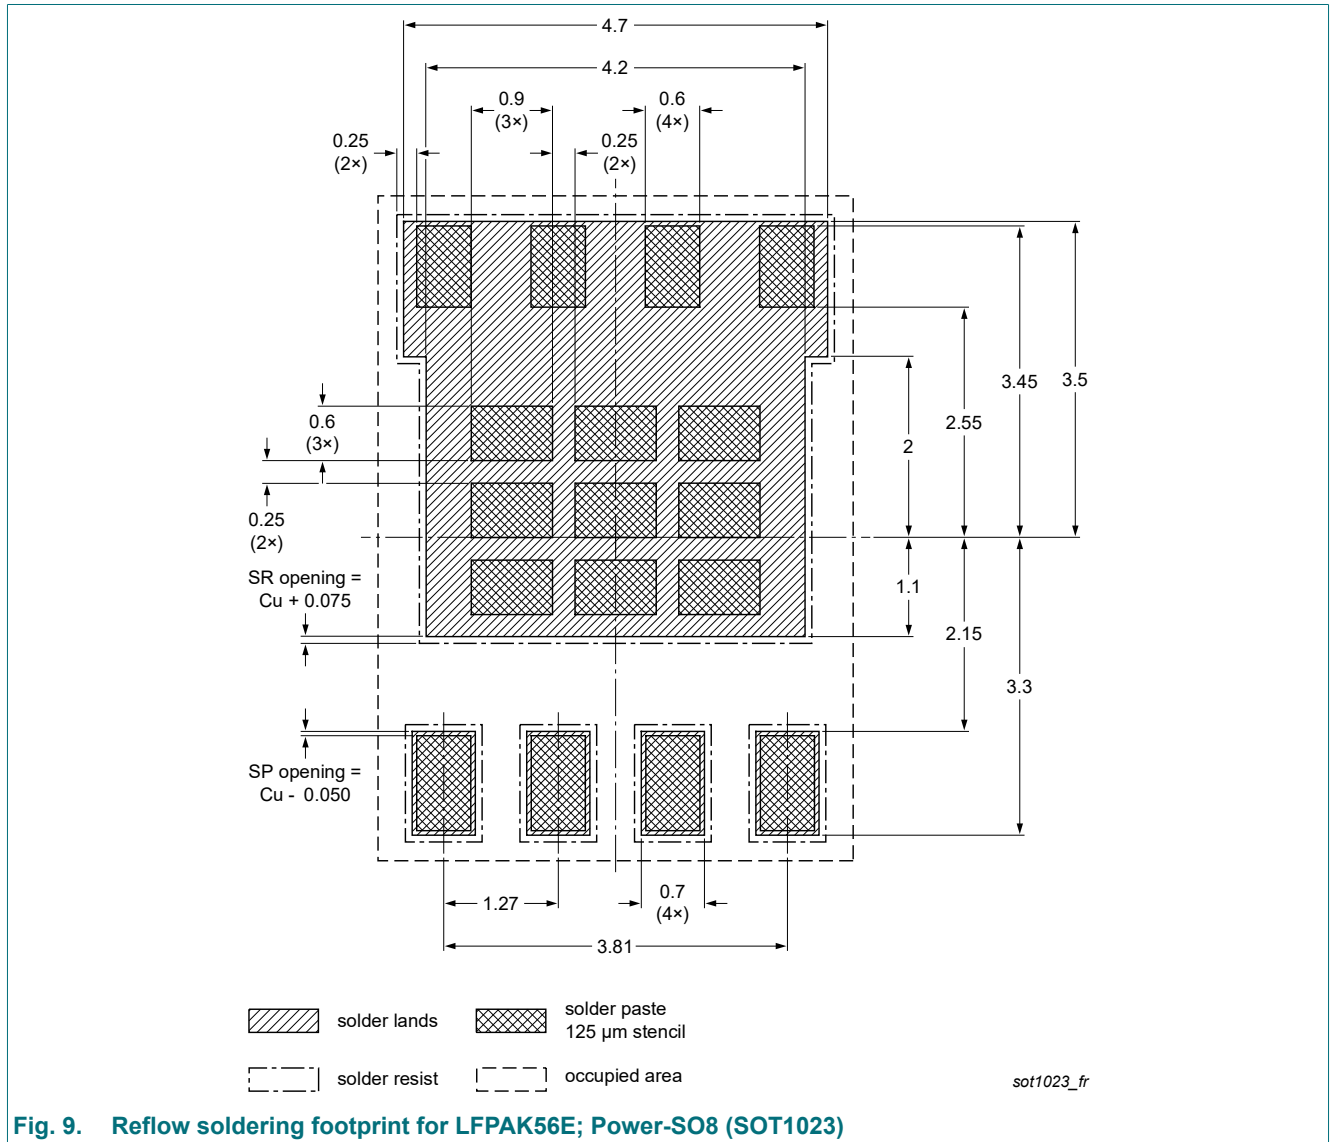 4.7
4.2
0.9
(3×)
0.6
(4×)
0.25
(2×)
0.25
(2×)
3.45
3.5
2.55
2
0.6
(3×)
0.25
(2×)
SR opening =
Cu + 0.075
1.1
2.15
3.3
SP opening =
Cu - 0.050
1.27
0.7
(4×)
3.81
solder lands
solder paste
125 µm stencil
solder resist
occupied area
sot1023_fr
Fig. 9. Reflow soldering footprint for LFPAK56E; Power-SO8 (SOT1023)